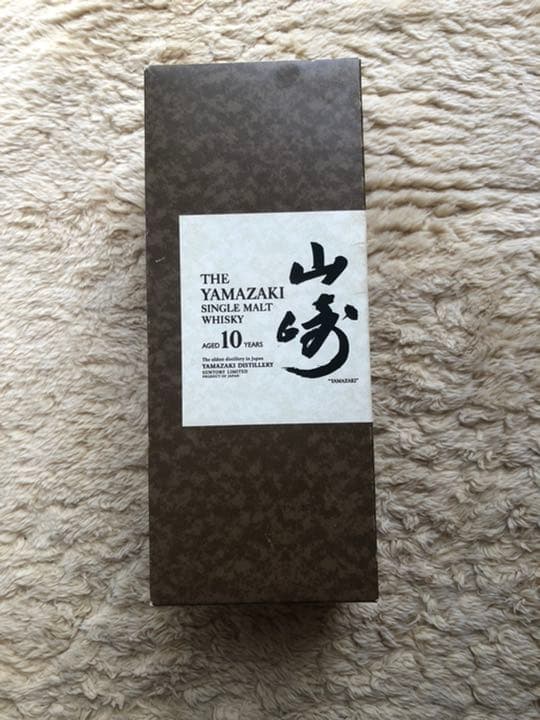 THE
YAMAZAKI
SINGLE MALT
WHISKY
AGED 10 YEARS
The oldest distillery in Japan
YAMAZAKI DISTILLERY
SUNTORY LIMITED
PRODUCT OF JAPAN
山崎
"YAMAZAKI"